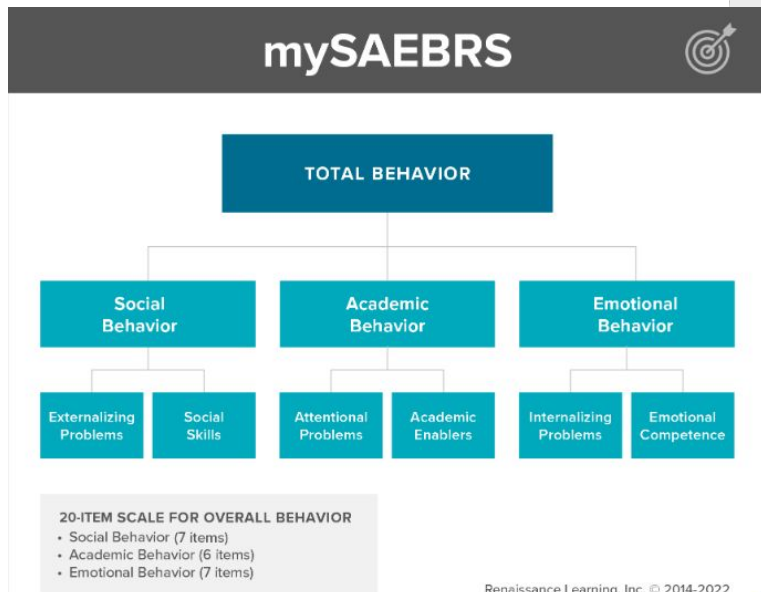 mySAEBRS
TOTAL BEHAVIOR
Social
Behavior
Academic
Behavior
Emotional
Behavior
Externalizing
Problems
Social
Skills
Attentional
Problems
Academic
Enablers
Internalizing
Problems
Emotional
Competence
20-ITEM SCALE FOR OVERALL BEHAVIOR
• Social Behavior (7 items)
• Academic Behavior (6 items)
• Emotional Behavior (7 items)
Renaissance Learning, Inc. © 2014-2022